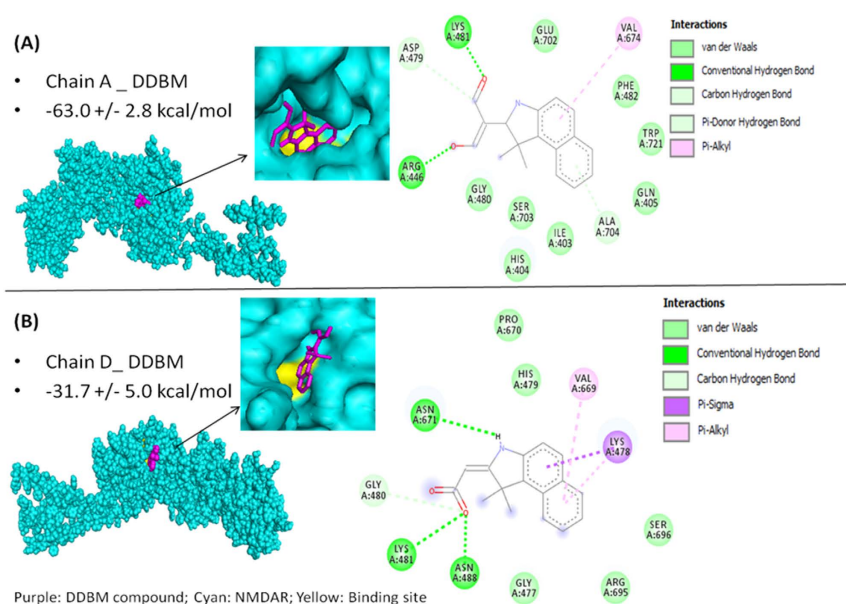 (A)
• Chain A _ DDBM
• -63.0 +/- 2.8 kcal/mol
LYS
A:481
GLU
A:702
VAL
A:674
ASP
A:479
PHE
A:482
TRP
A:721
ARG
A:446
GLY
A:480
SER
A:703
GLN
A:405
ILE
A:403
ALA
A:704
HIS
A:404
O
N
O
Interactions
van der Waals
Conventional Hydrogen Bond
Carbon Hydrogen Bond
Pi-Donor Hydrogen Bond
Pi-Alkyl
(B)
• Chain D_ DDBM
• -31.7 +/- 5.0 kcal/mol
PRO
A:670
HIS
A:479
VAL
A:669
ASN
A:671
LYS
A:478
H
N
GLY
A:480
O
O
SER
A:696
LYS
A:481
ASN
A:488
GLY
A:477
ARG
A:695
Interactions
van der Waals
Conventional Hydrogen Bond
Carbon Hydrogen Bond
Pi-Sigma
Pi-Alkyl
Purple: DDBM compound; Cyan: NMDAR; Yellow: Binding site